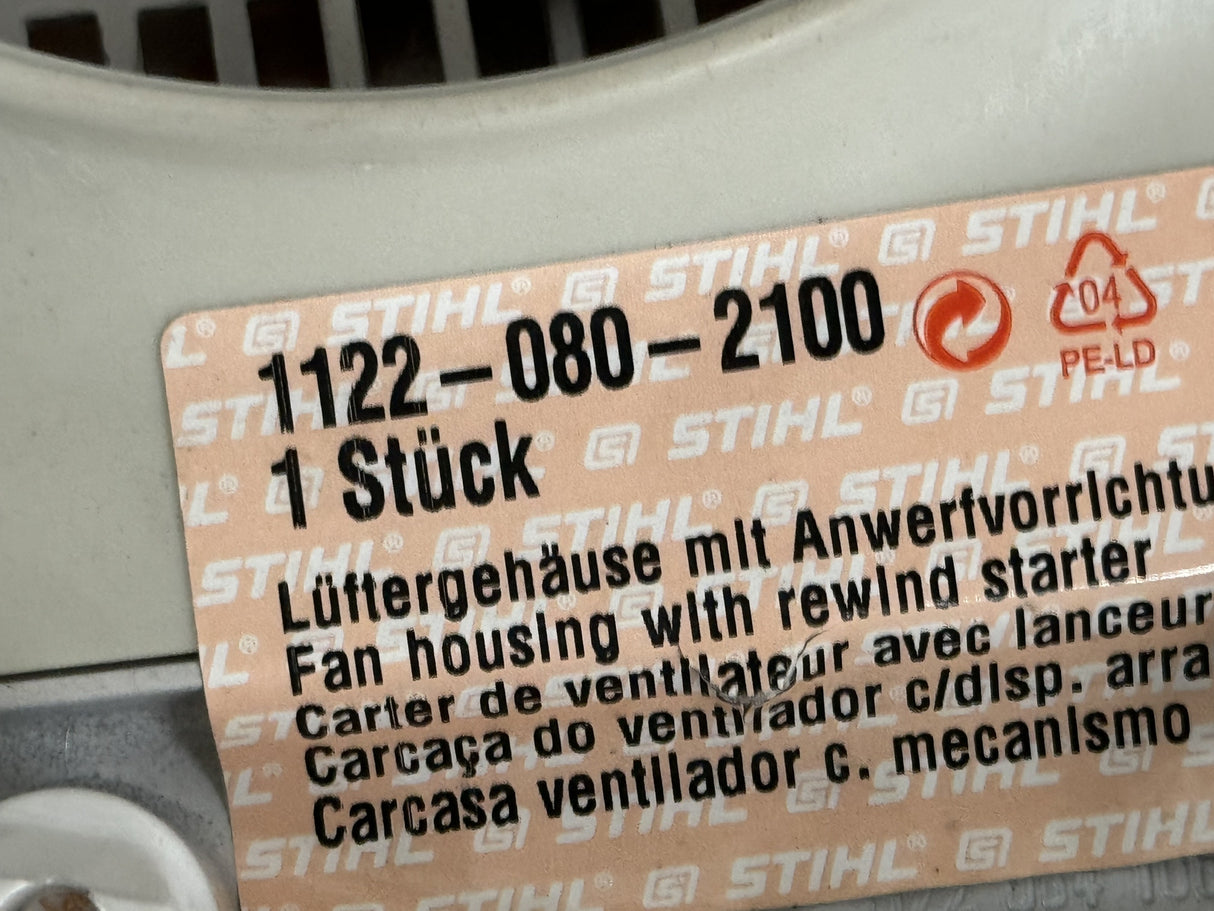 1122-080-2100
04
PE-LD
1 Stück
Lüftergehäuse mit Anwerfvorrichtu
Fan housing with rewind starter
Carter de ventilateur avec lanceur
Carcaça do ventilador c/disp. arra
Carcasa ventilador c. mecanismo
STIHL®